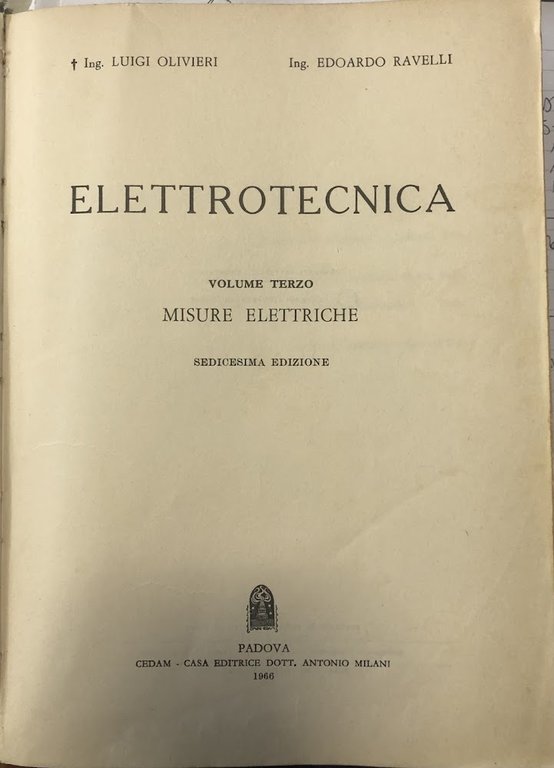 † Ing. LUIGI OLIVIERI Ing. EDOARDO RAVELLI
ELETTROTECNICA
VOLUME TERZO
MISURE ELETTRICHE
SEDICESIMA EDIZIONE
PADOVA
CEDAM - CASA EDITRICE DOTT. ANTONIO MILANI
1966